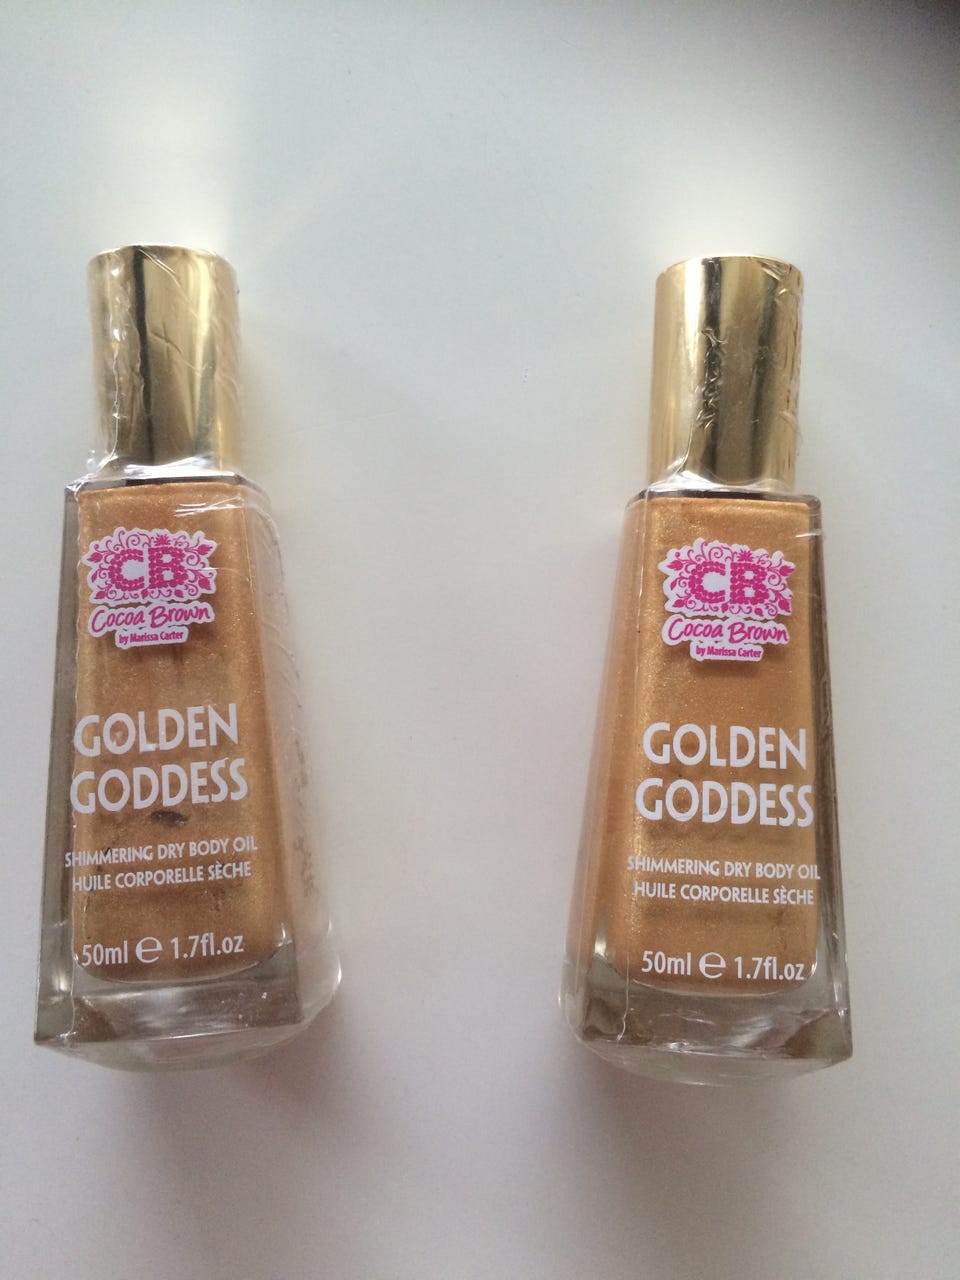 CB
Cocoa Brown
by Marissa Carter
GOLDEN
GODDESS
SHIMMERING DRY BODY OIL
HUILE CORPORELLE SÈCHE
50ml ℮ 1.7fl.oz
CB
Cocoa Brown
by Marissa Carter
GOLDEN
GODDESS
SHIMMERING DRY BODY OIL
HUILE CORPORELLE SÈCHE
50ml ℮ 1.7fl.oz